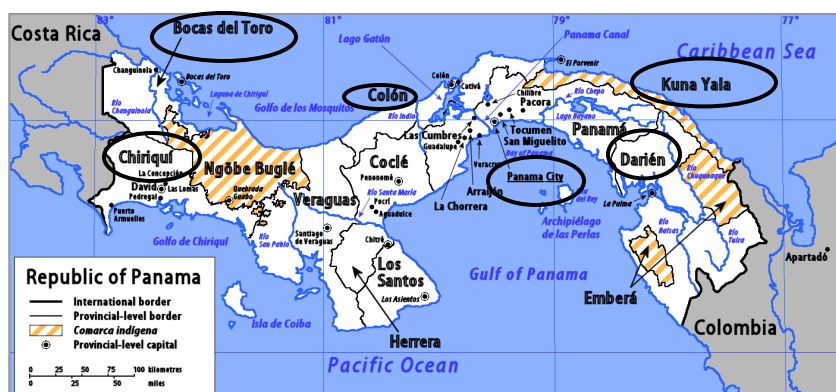 83°
81°
79°
77°
Costa Rica
Bocas del Toro
Lago Gatún
Panama Canal
Caribbean Sea
Changuinola
Bocas del Toro
Río
Changuinola
Laguna de Chiriquí
Golfo de los Mosquitos
Colón
Colón
Cativá
El Porvenir
Kuna Yala
Río Indio
Chilibre
Pacora
Río Chepo
Lago Bayano
Chiriquí
La Concepción
Ngöbe Buglé
Coclé
Penonomé
Las Cumbres
Guadalupe
Tocumen
San Miguelito
Bay of Panama
Panamá
Darién
Río
Chuqunaque
David
Las Lomas
Pedregal
Quebrada
Guabo
Veraguas
Río Santa María
Veracruz
Panama City
Arraiján
La Chorrera
del Rey
La Palma
Puerto
Armuelles
Pocrí
Aguadulce
Archipiélago
de las Perlas
Golfo de Chiriquí
Río
San Pablo
Santiago
de Veraguas
Chitré
Río
Balsas
Río
Tuira
Apartadó
Los
Santos
Los Asientos
Gulf of Panama
Emberá
Colombia
Isla de Coiba
Herrera
Pacific Ocean
Republic of Panama
International border
Provincial-level border
Comarca indígena
Provincial-level capital
0 25 50 75 100 kilometres
0 25 50 miles